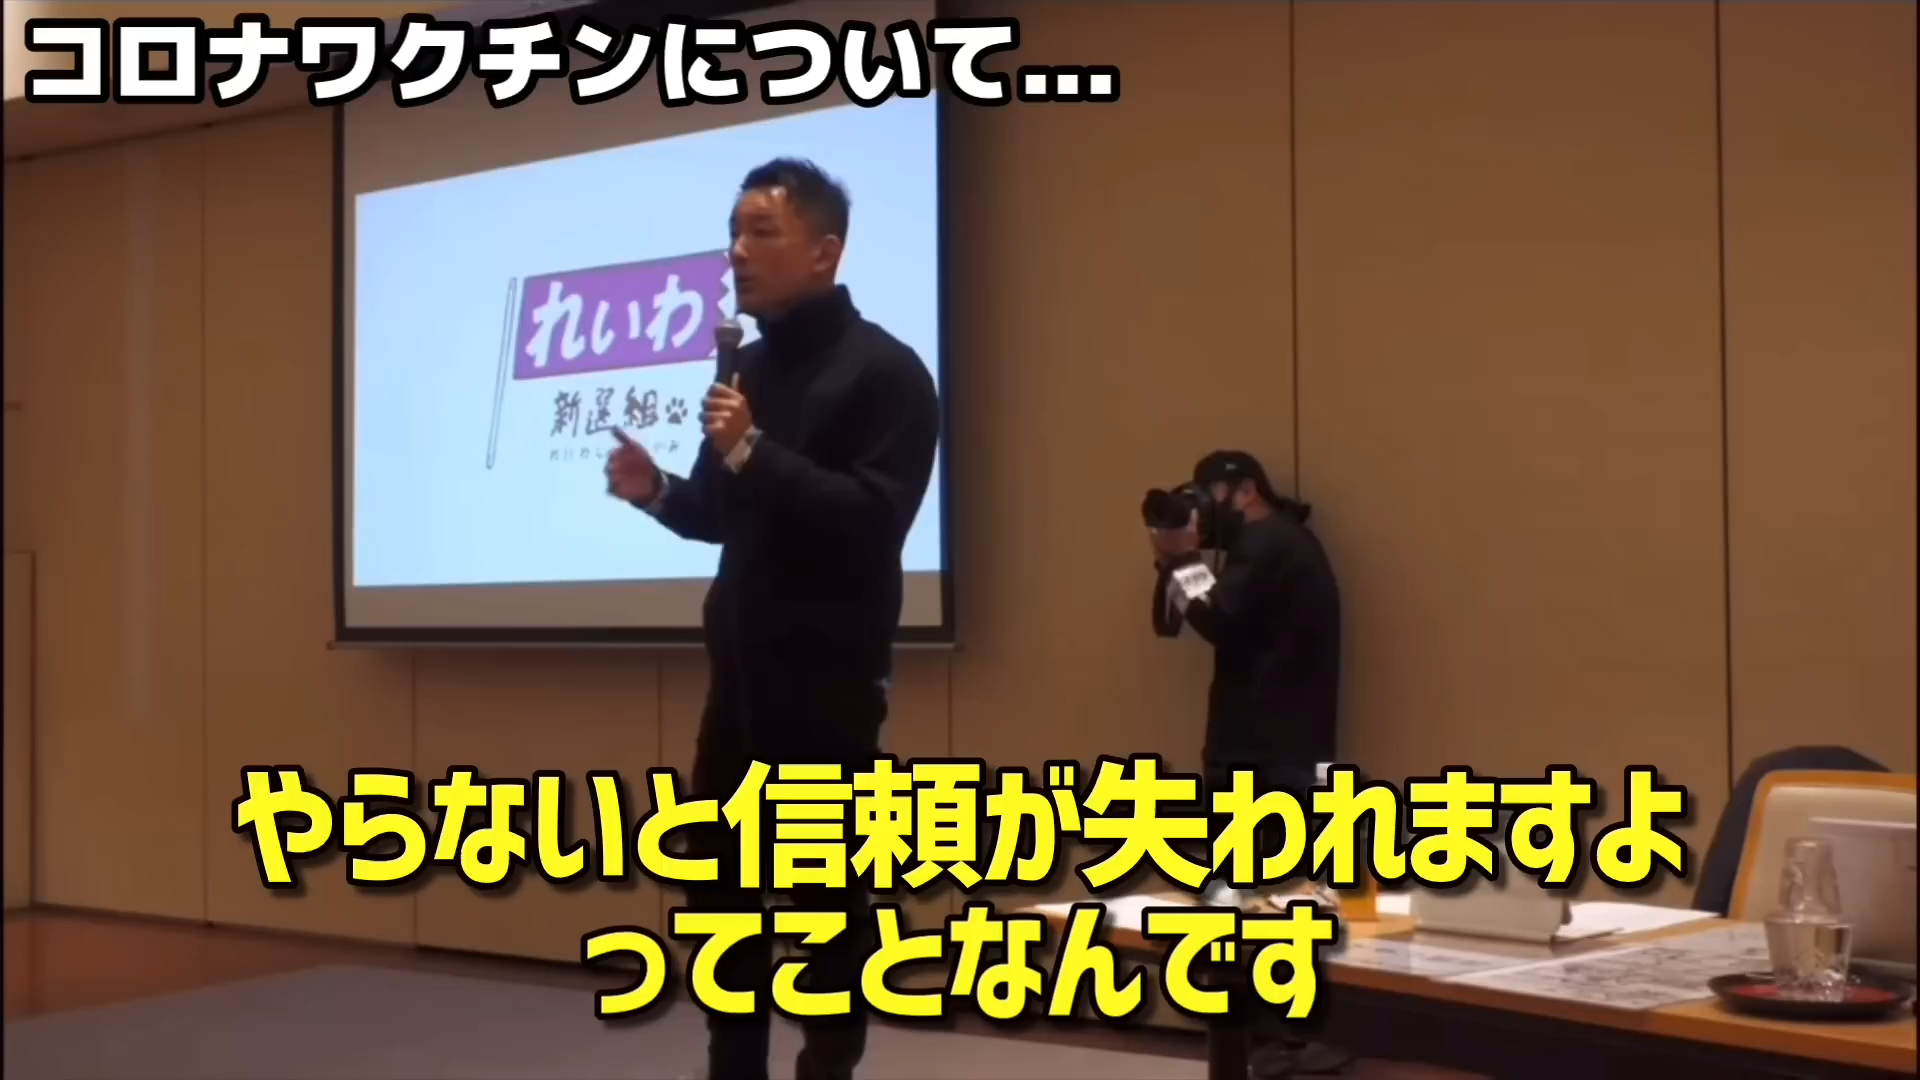 コロナワクチンについて...
れいわ
新選組
やらないと信頼が失われますよ
ってことなんです